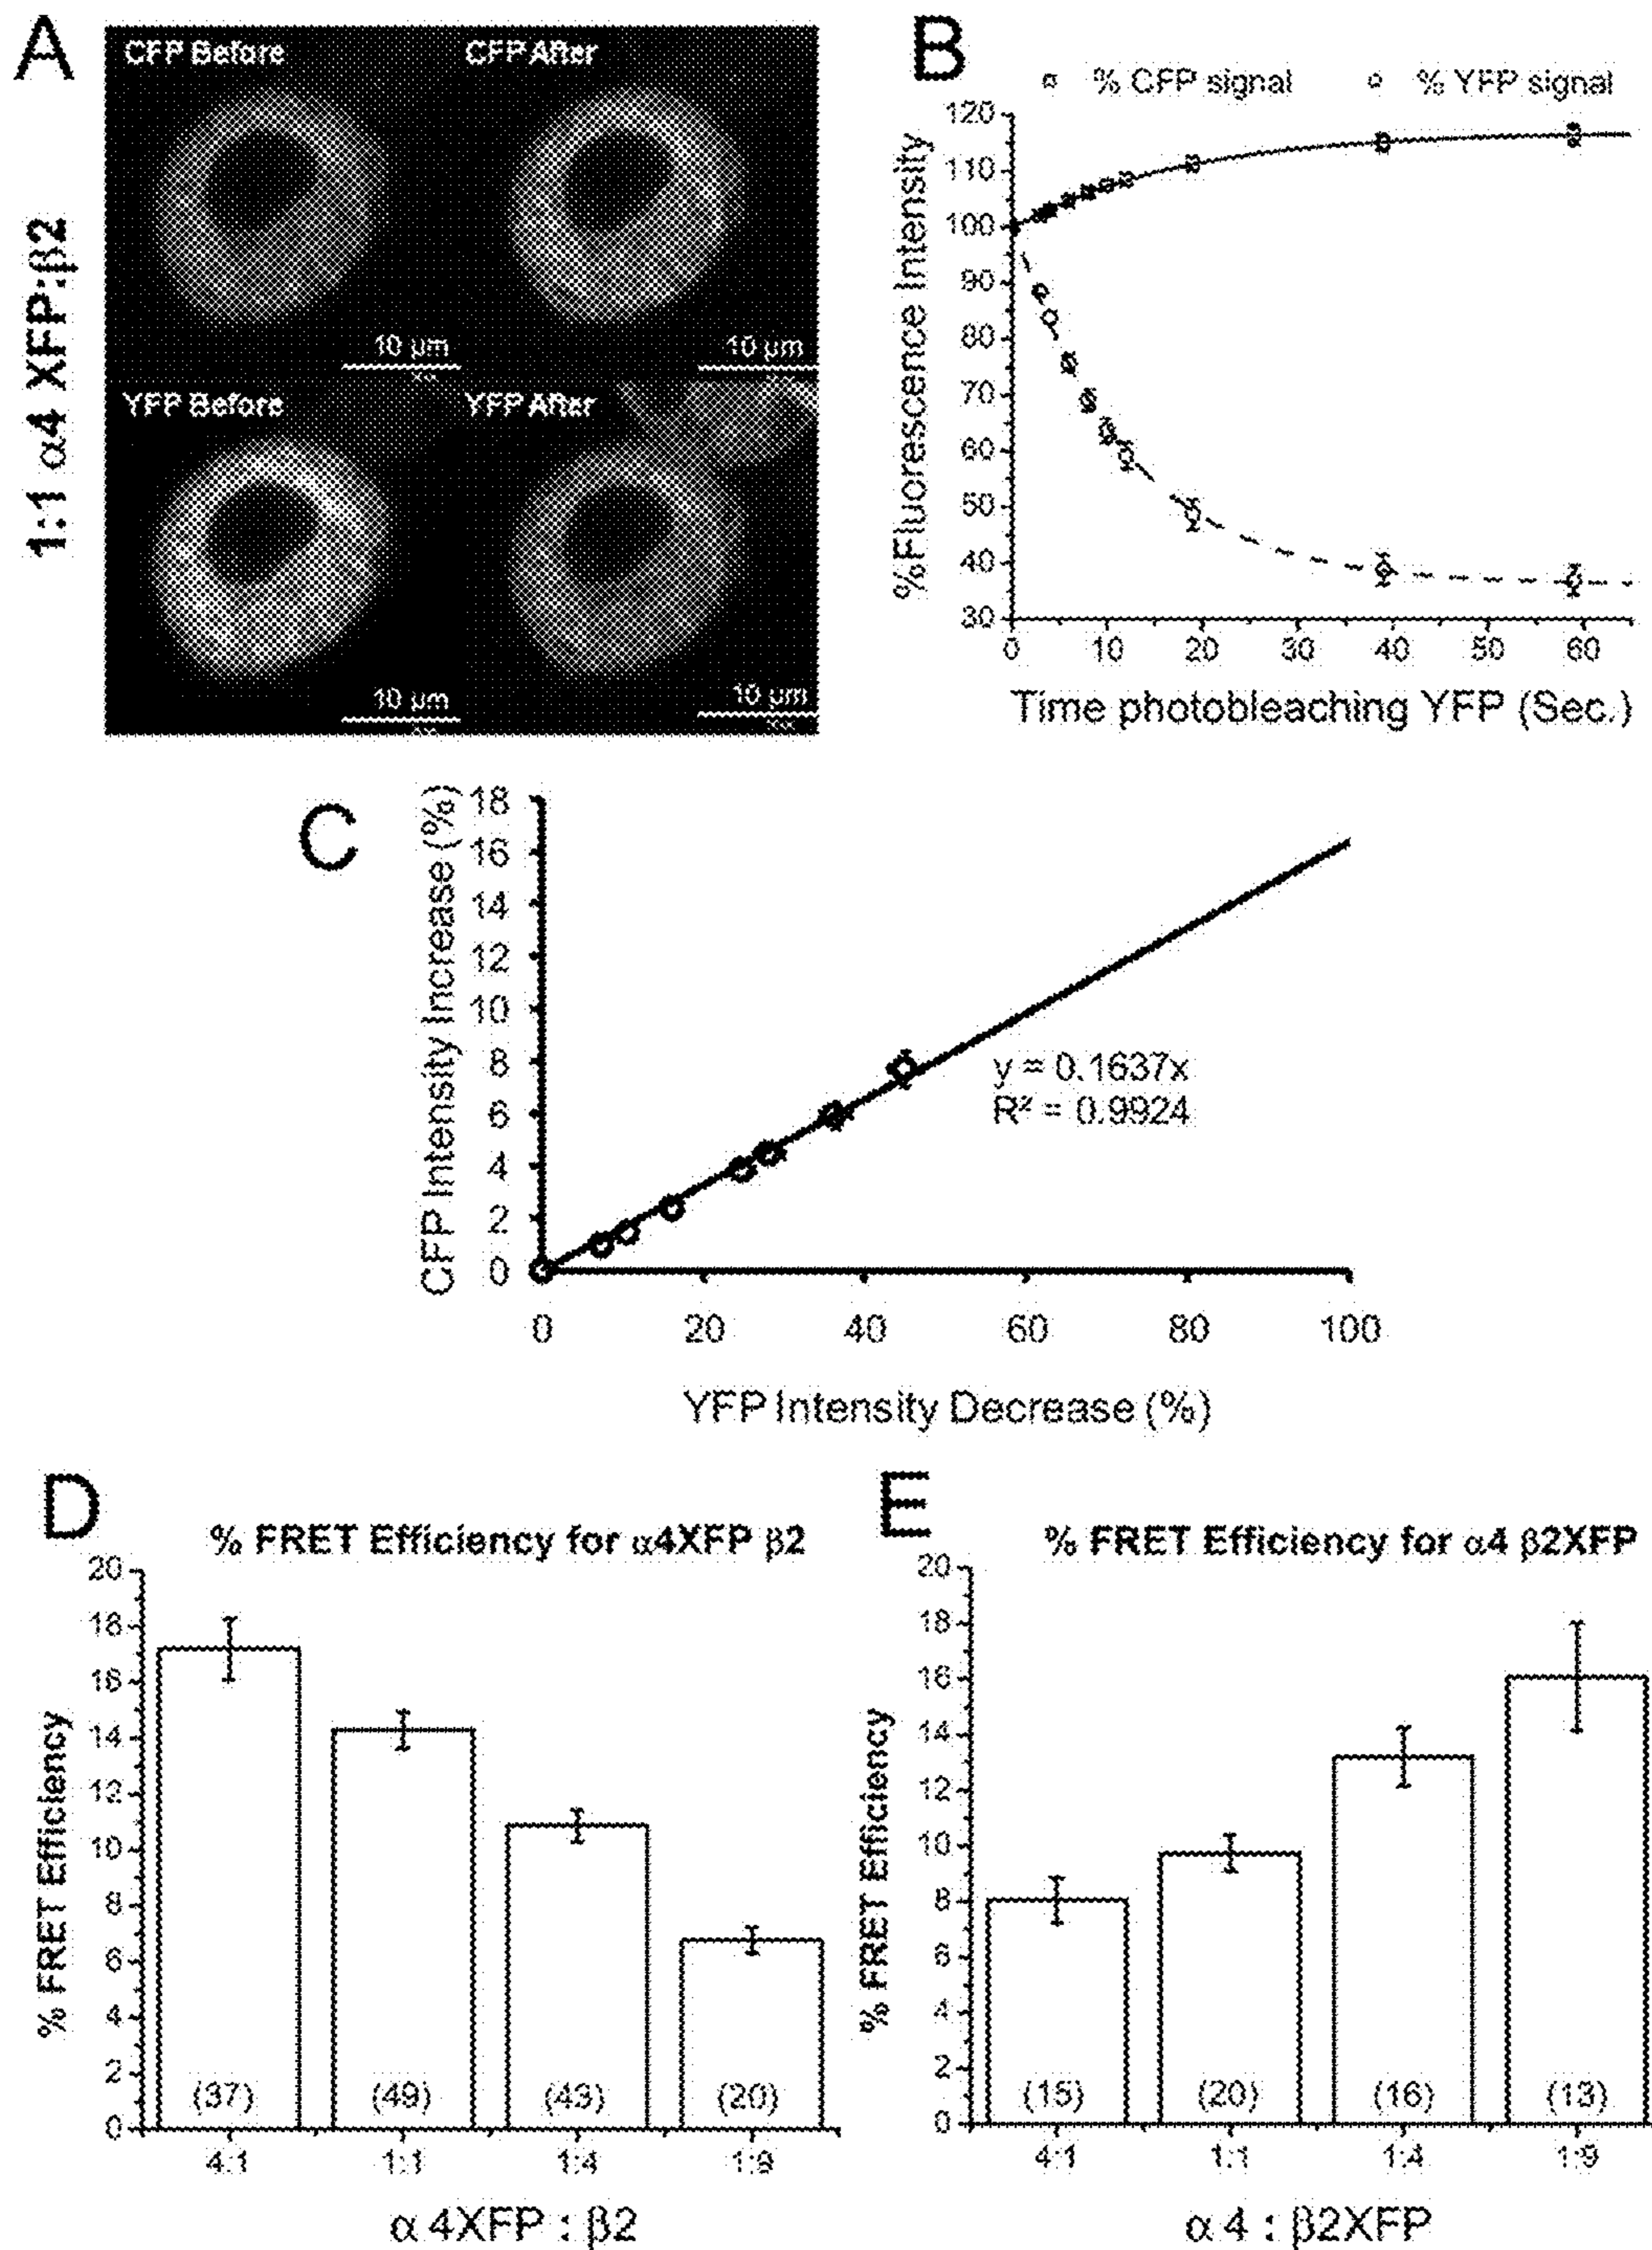 A
CFP Before
CFP After
10 µm
10 µm
YFP Before
YFP After
10 µm
10 µm
1:1 α4 XFP:β2
B
% CFP signal
% YFP signal
%Fluorescence Intensity
120
110
100
90
80
70
60
50
40
30
0 10 20 30 40 50 60
Time photobleaching YFP (Sec.)
C
CFP Intensity Increase (%)
18
16
14
12
10
8
6
4
2
0
y = 0.1637x
R² = 0.9924
0 20 40 60 80 100
YFP Intensity Decrease (%)
D
% FRET Efficiency for α4XFP β2
% FRET Efficiency
20
18
16
14
12
10
8
6
4
2
0
(37) (49) (43) (20)
4:1 1:1 1:4 1:9
α 4XFP : β2
E
% FRET Efficiency for α4 β2XFP
% FRET Efficiency
20
18
16
14
12
10
8
6
4
2
0
(15) (20) (16) (13)
4:1 1:1 1:4 1:9
α 4 : β2XFP